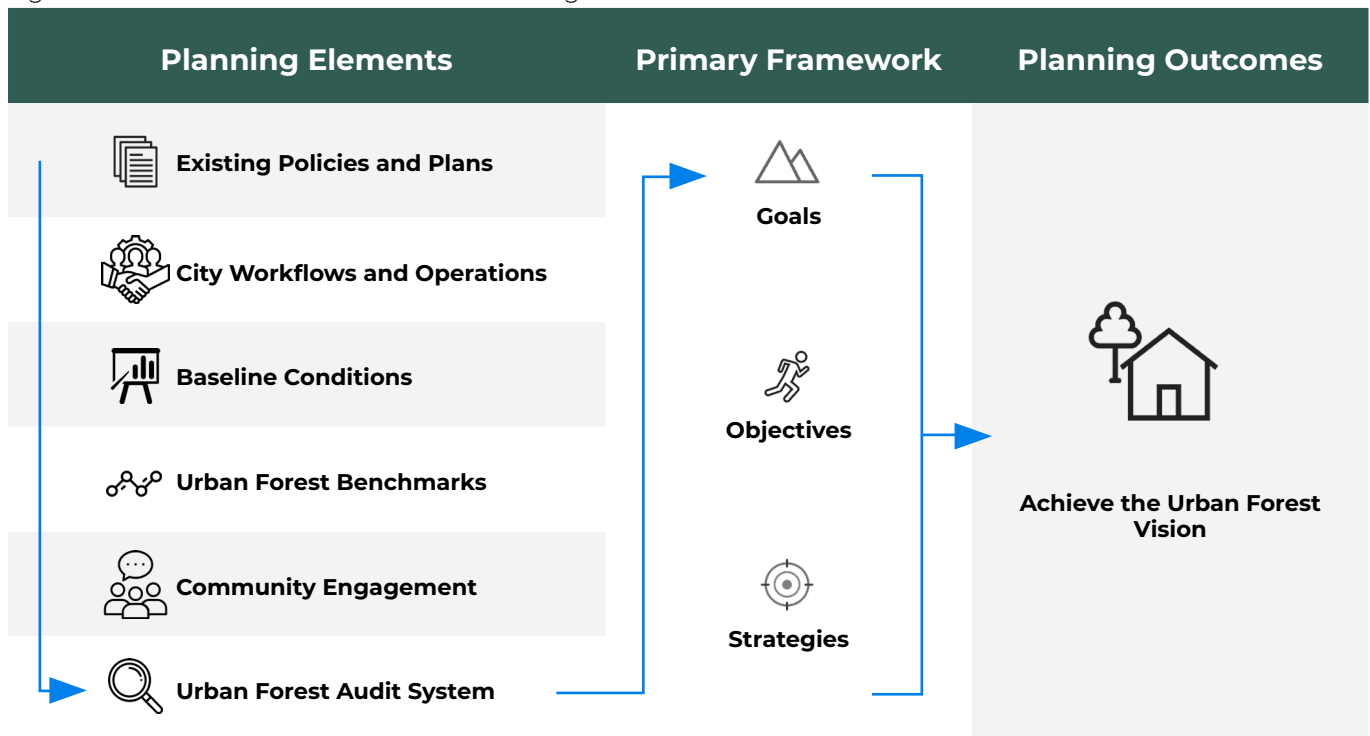 Planning Elements
Primary Framework
Planning Outcomes
Existing Policies and Plans
City Workflows and Operations
Baseline Conditions
Urban Forest Benchmarks
Community Engagement
Urban Forest Audit System
Goals
Objectives
Strategies
Achieve the Urban Forest
Vision